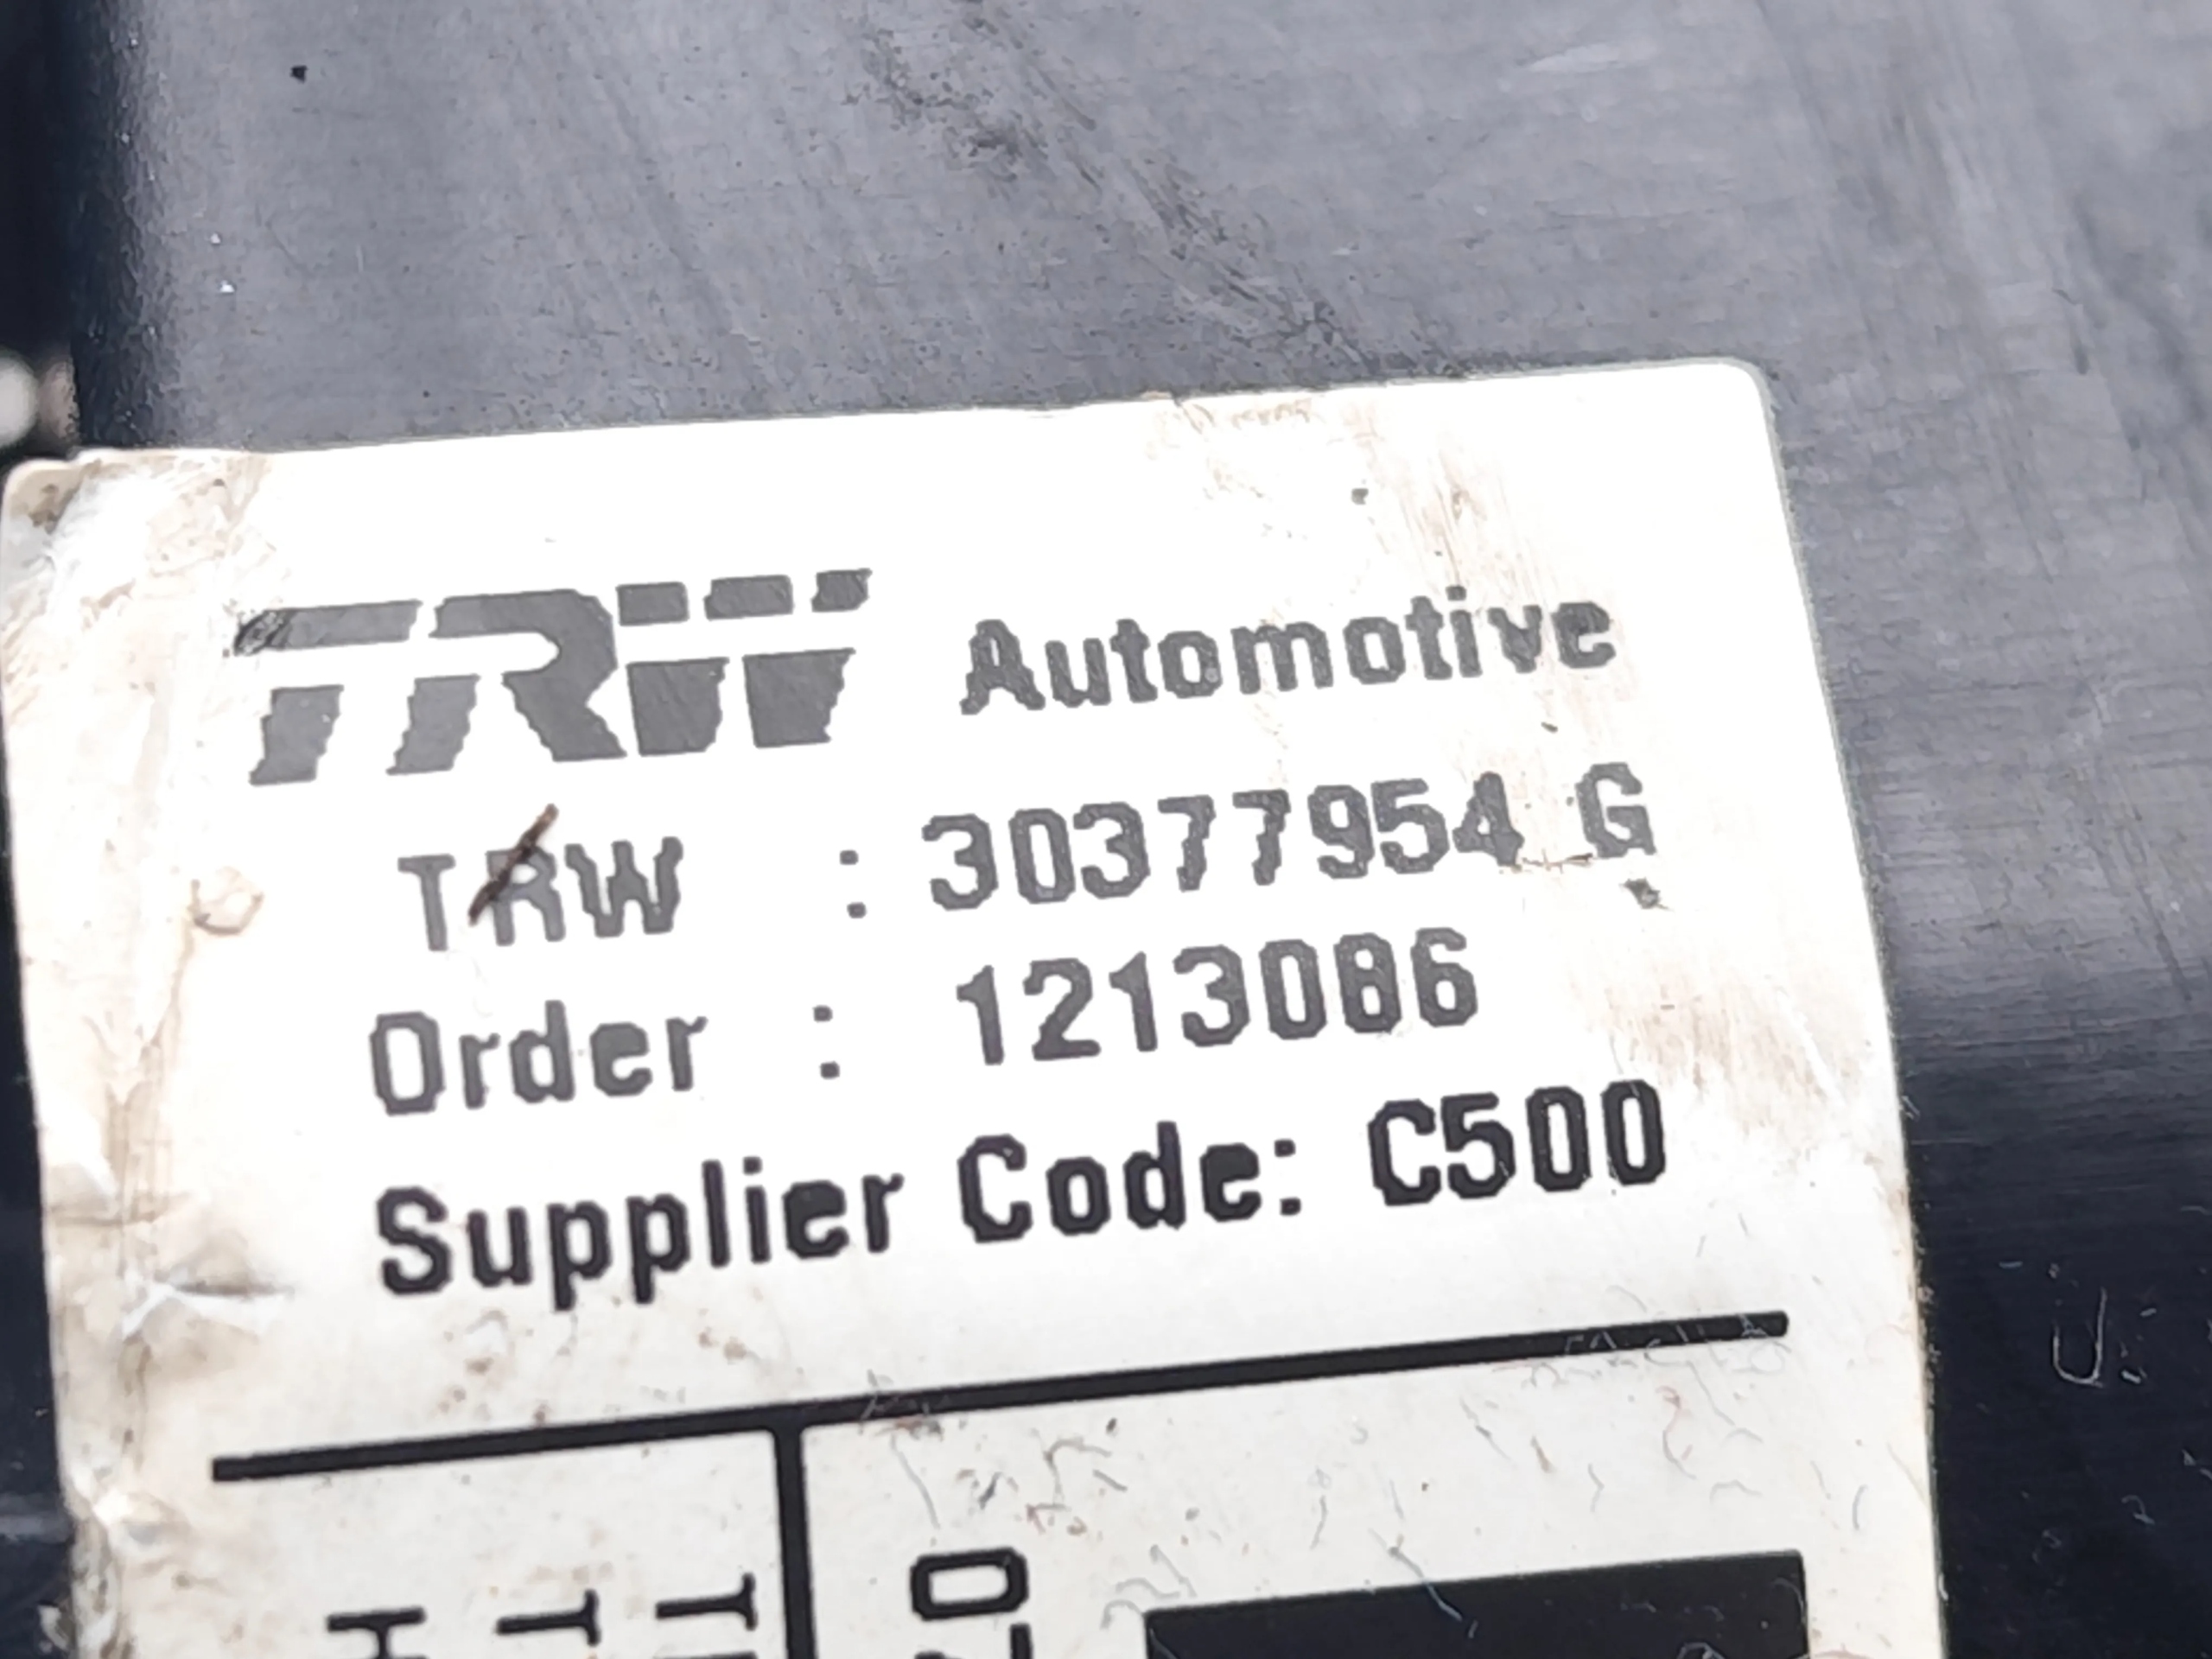 TRW Automotive
TRW : 30377954 G
Order : 1213086
Supplier Code: C500